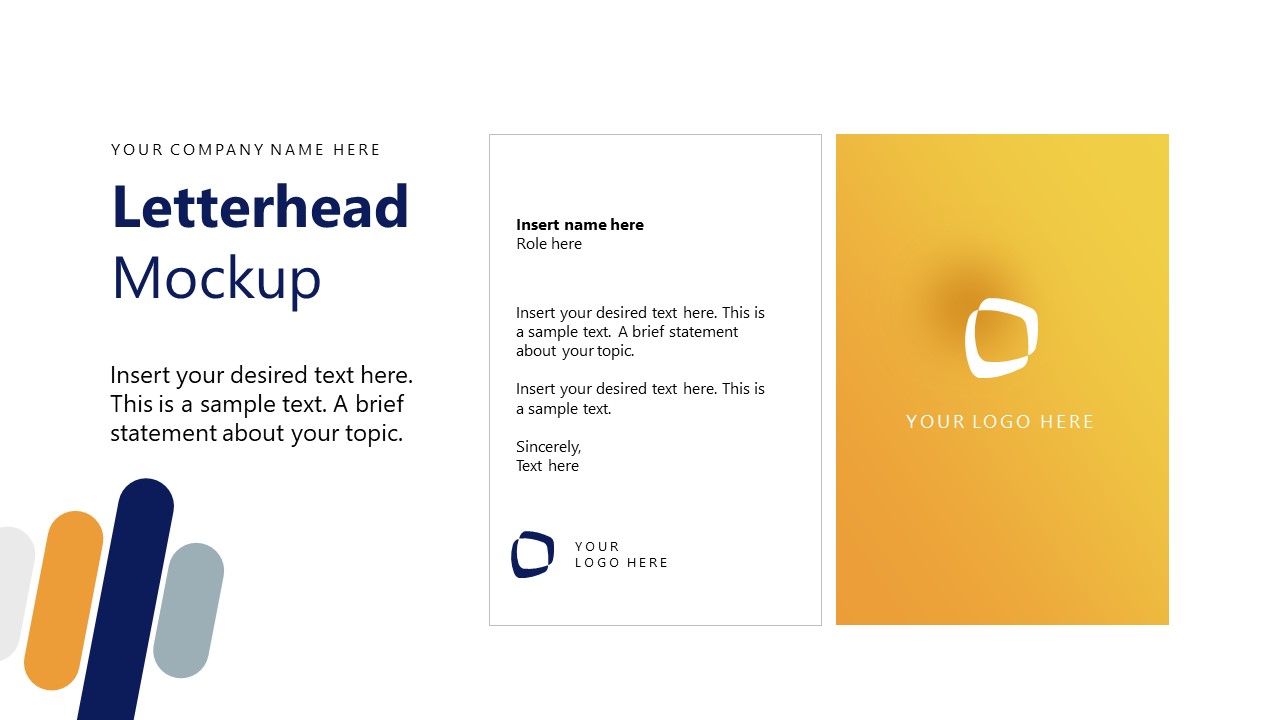 YOUR COMPANY NAME HERE
Letterhead
Mockup
Insert your desired text here.
This is a sample text. A brief
statement about your topic.
Insert name here
Role here
Insert your desired text here. This is
a sample text. A brief statement
about your topic.
Insert your desired text here. This is
a sample text.
Sincerely,
Text here
YOUR
LOGO HERE
YOUR LOGO HERE